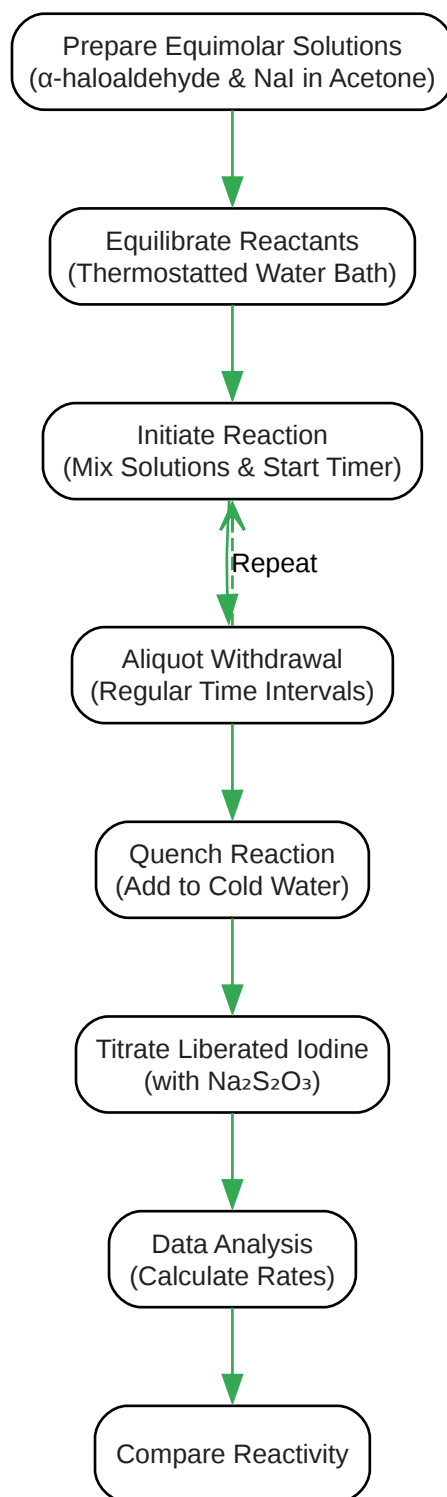 Prepare Equimolar Solutions
(α-haloaldehyde & NaI in Acetone)
Equilibrate Reactants
(Thermostatted Water Bath)
Initiate Reaction
(Mix Solutions & Start Timer)
Repeat
Aliquot Withdrawal
(Regular Time Intervals)
Quench Reaction
(Add to Cold Water)
Titrate Liberated Iodine
(with Na₂S₂O₃)
Data Analysis
(Calculate Rates)
Compare Reactivity